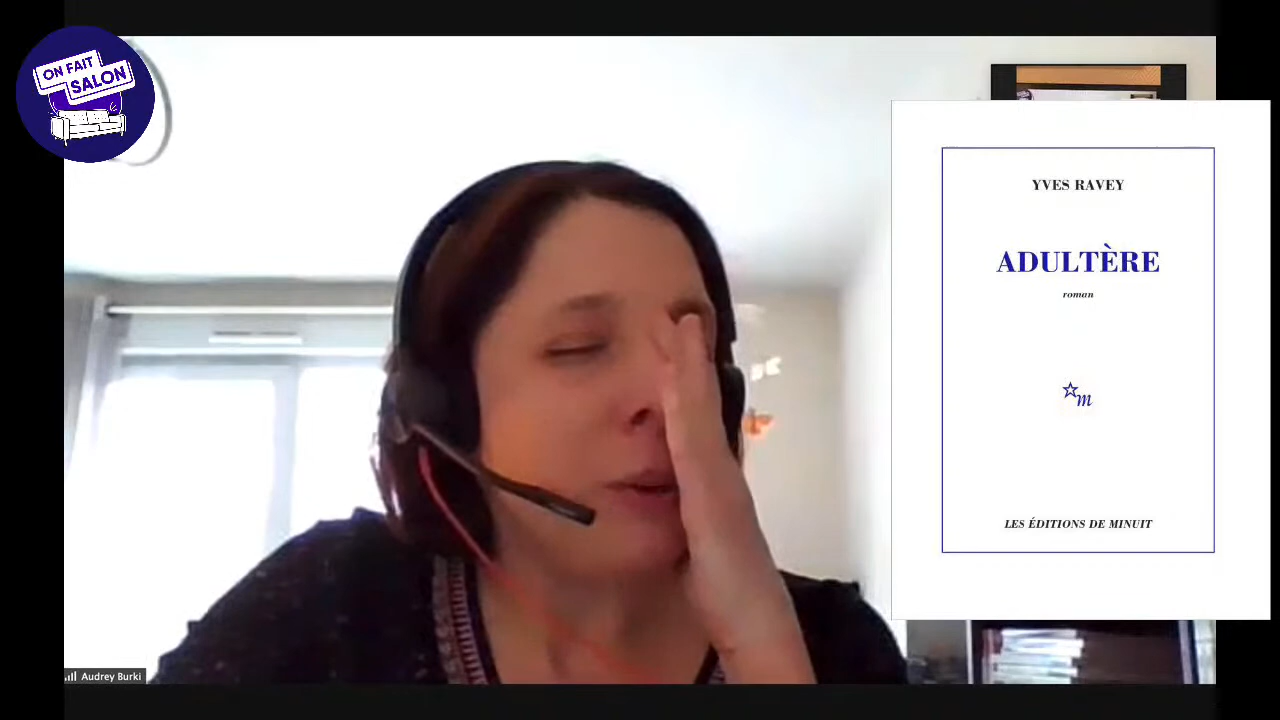 ON FAIT
SALON
YVES RAVEY
ADULTÈRE
roman
m
LES ÉDITIONS DE MINUIT
Audrey Burki